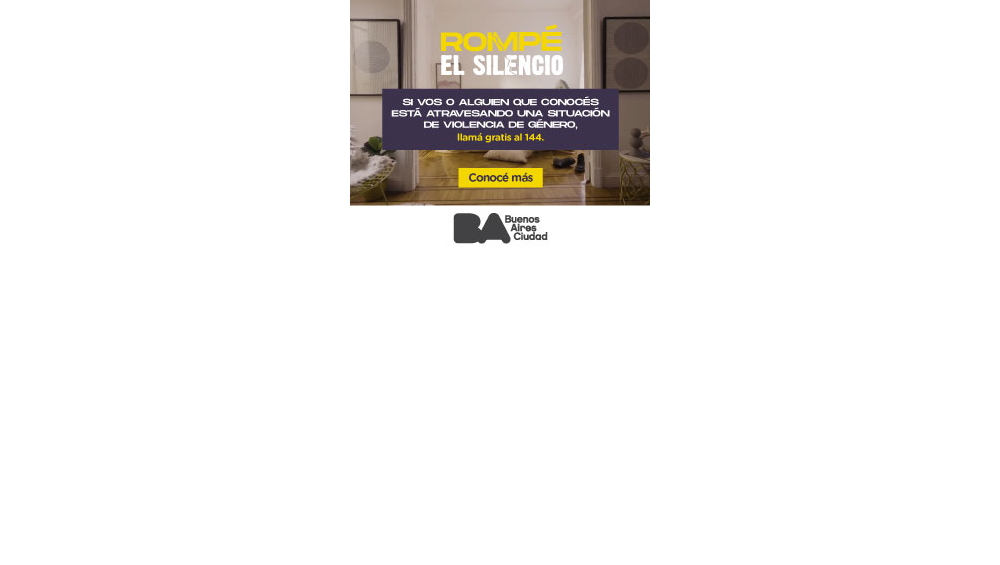 ROMPÉ
EL SILENCIO
SI VOS O ALGUIEN QUE CONOCÉS
ESTÁ ATRAVESANDO UNA SITUACIÓN
DE VIOLENCIA DE GÉNERO,
llamá gratis al 144.
Conocé más
BA Buenos
Aires
Ciudad